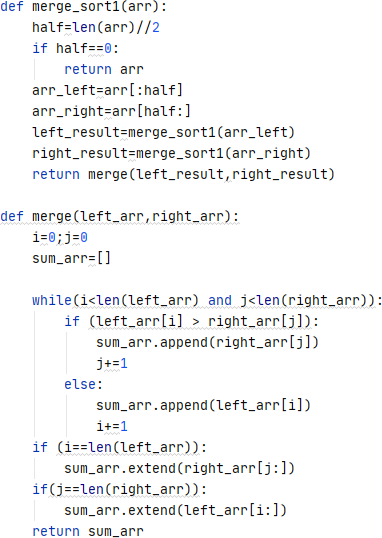 def merge_sort1(arr):
    half=len(arr)//2
    if half==0:
        return arr
    arr_left=arr[:half]
    arr_right=arr[half:]
    left_result=merge_sort1(arr_left)
    right_result=merge_sort1(arr_right)
    return merge(left_result,right_result)

def merge(left_arr,right_arr):
    i=0;j=0
    sum_arr=[]

    while(i<len(left_arr) and j<len(right_arr)):
        if (left_arr[i] > right_arr[j]):
            sum_arr.append(right_arr[j])
            j+=1
        else:
            sum_arr.append(left_arr[i])
            i+=1
    if (i==len(left_arr)):
        sum_arr.extend(right_arr[j:])
    if(j==len(right_arr)):
        sum_arr.extend(left_arr[i:])
    return sum_arr